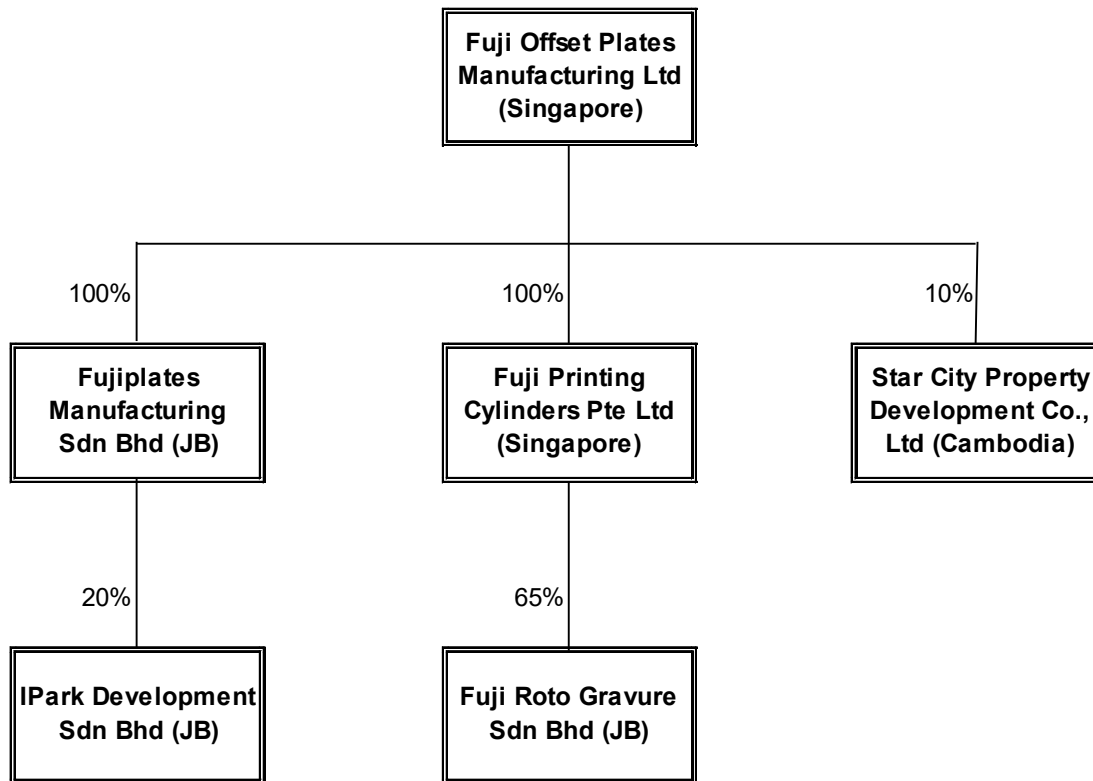 Fuji Offset Plates
Manufacturing Ltd
(Singapore)
100%
100%
10%
Fujiplates
Manufacturing
Sdn Bhd (JB)
Fuji Printing
Cylinders Pte Ltd
(Singapore)
Star City Property
Development Co.,
Ltd (Cambodia)
20%
65%
IPark Development
Sdn Bhd (JB)
Fuji Roto Gravure
Sdn Bhd (JB)